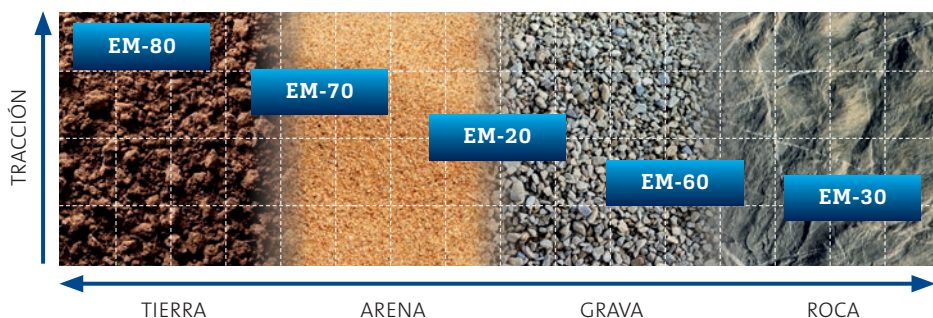 TRACCIÓN
EM-80
EM-70
EM-20
EM-60
EM-30
TIERRA
ARENA
GRAVA
ROCA